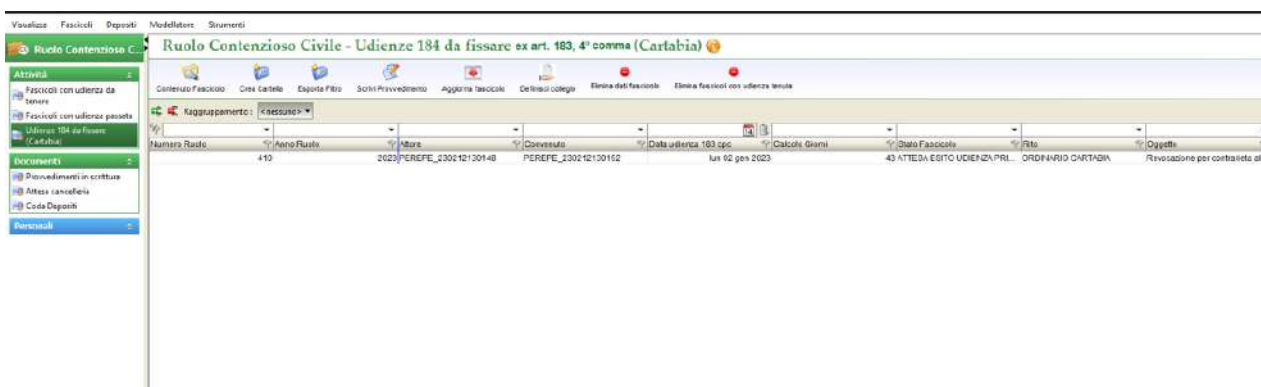 Visualizza Fascicoli Depositi Modellatore Strumenti
Ruolo Contenzioso C...
Ruolo Contenzioso Civile - Udienze 184 da fissare ex art. 183, 4° comma (Cartabia)
Attività
Fascicoli con udienza da tenere
Fascicoli con udienza passata
Udienze 184 da fissare (Cartabia)
Documenti
Provvedimenti in scrittura
Attesa cancelleria
Coda Depositi
Personali
Contenuto Fascicolo Crea Cartella Esporta Filtro Scrivi Provvedimento Aggiorna fascicolo Definisci collegio Elimina dati fascicolo Elimina fascicoli con udienza tenuta
Raggruppamento : <nessuno>
14
Numero Ruolo Anno Ruolo Attore Convenuto Data udienza 183 cpc Calcolo Giorni Stato Fascicolo Rito Oggetto
410 2023 PEREFE_230212130148 PEREFE_230212130152 lun 02 gen 2023 43 ATTESA ESITO UDIENZA PRI... ORDINARIO CARTABIA Revocazione per contrarietà a